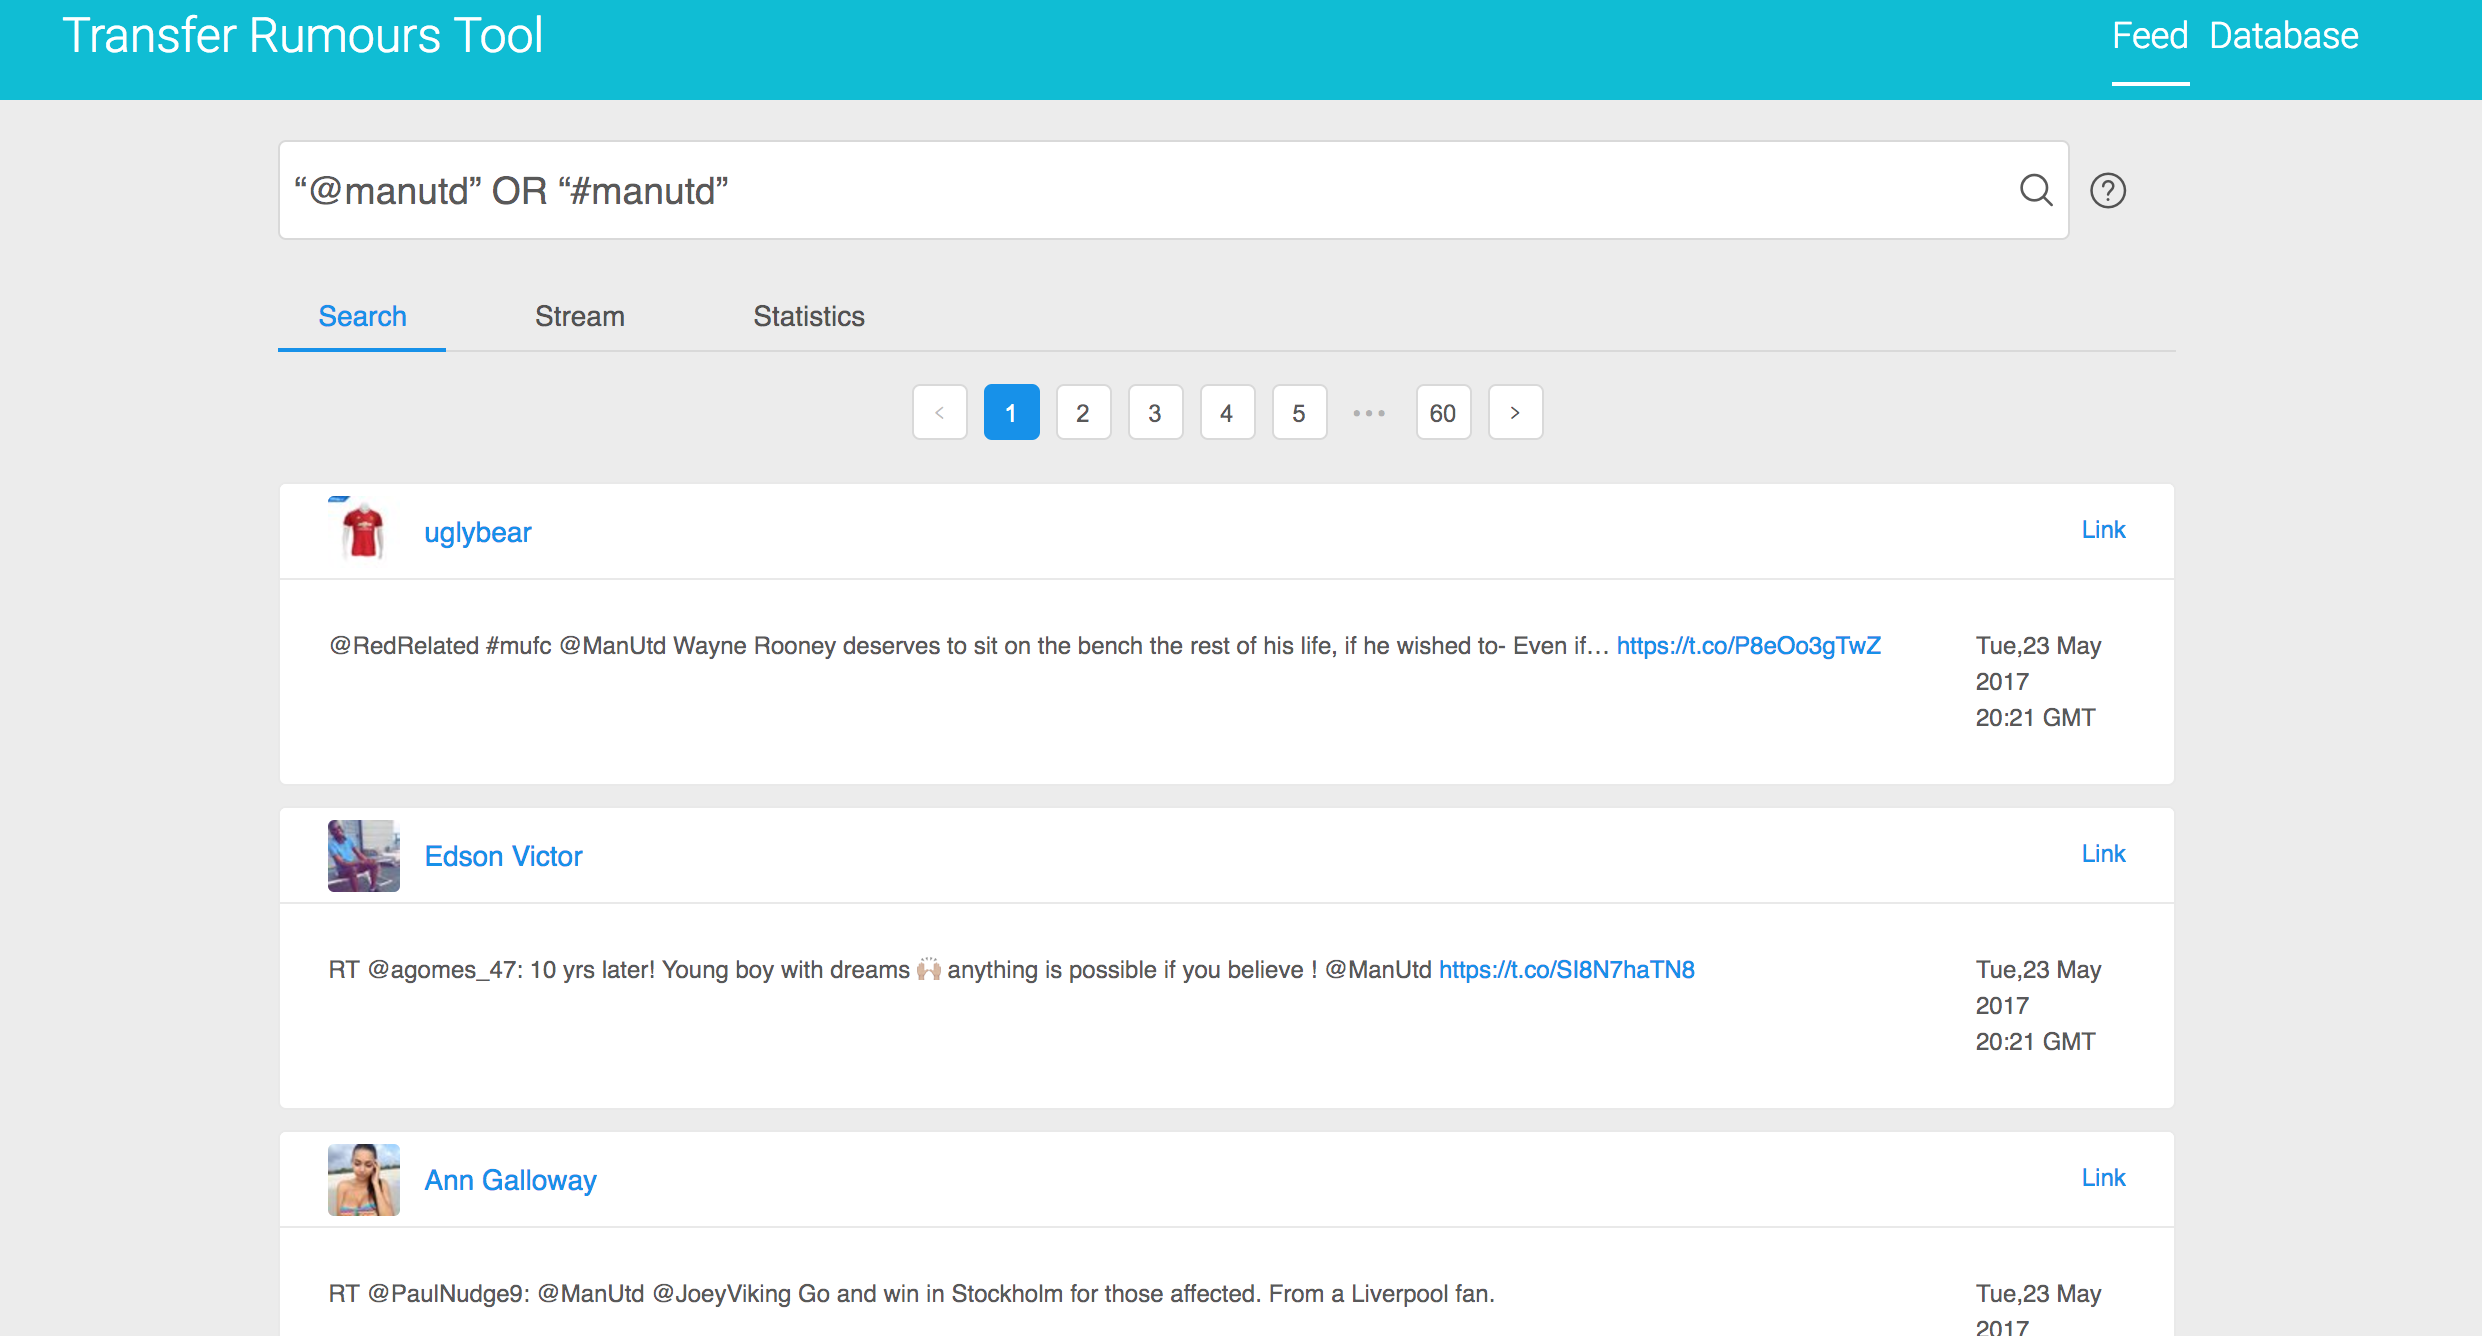 Transfer Rumours Tool
Feed Database
“@manutd” OR “#manutd”
Search Stream Statistics
< 1 2 3 4 5 ••• 60 >
uglybear
Link
@RedRelated #mufc @ManUtd Wayne Rooney deserves to sit on the bench the rest of his life, if he wished to- Even if… https://t.co/P8eOo3gTwZ
Tue,23 May
2017
20:21 GMT
Edson Victor
Link
RT @agomes_47: 10 yrs later! Young boy with dreams 🙌🏼 anything is possible if you believe ! @ManUtd https://t.co/SI8N7haTN8
Tue,23 May
2017
20:21 GMT
Ann Galloway
Link
RT @PaulNudge9: @ManUtd @JoeyViking Go and win in Stockholm for those affected. From a Liverpool fan.
Tue,23 May
2017